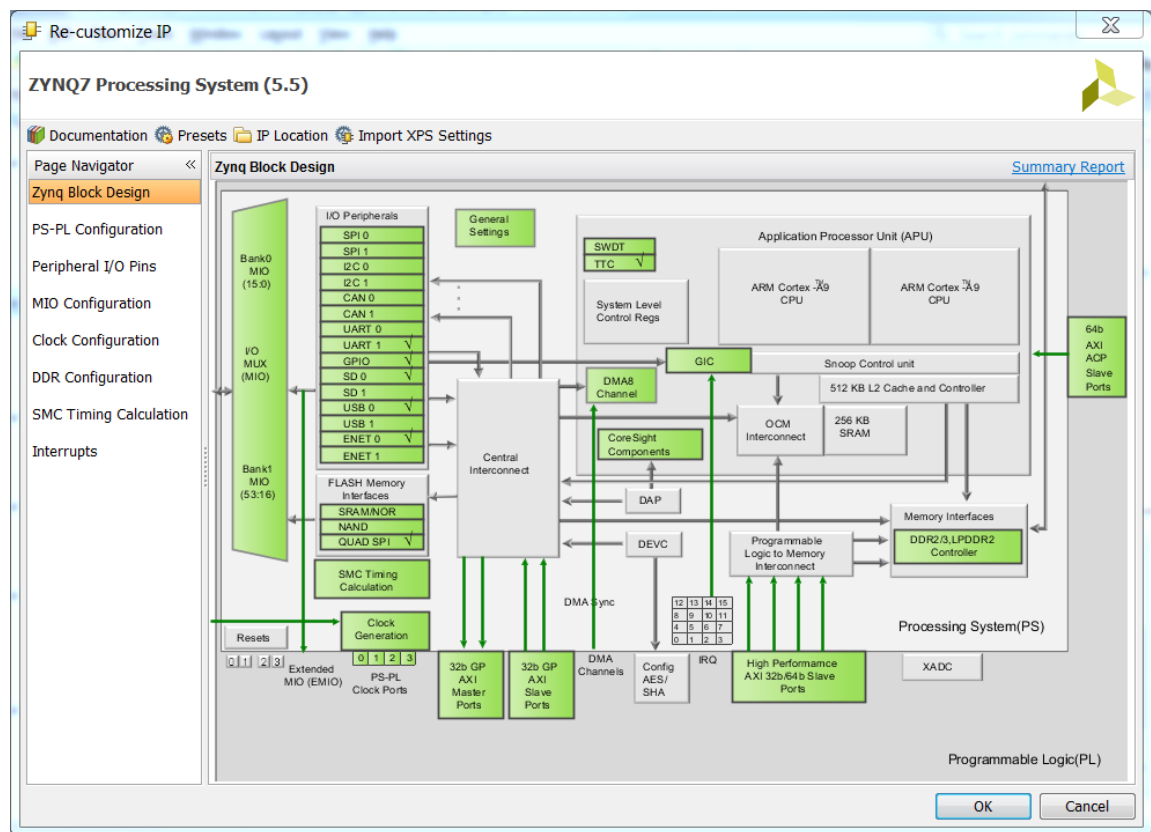 Re-customize IP
ZYNQ7 Processing System (5.5)
Documentation Presets IP Location Import XPS Settings
Page Navigator «
Zynq Block Design
PS-PL Configuration
Peripheral I/O Pins
MIO Configuration
Clock Configuration
DDR Configuration
SMC Timing Calculation
Interrupts
Zynq Block Design
Summary Report
Bank0
MIO
(15:0)
I/O
MUX
(MIO)
Bank1
MIO
(53:16)
I/O Peripherals
SPI 0
SPI 1
I2C 0
I2C 1
CAN 0
CAN 1
UART 0
UART 1 √
GPIO √
SD 0 √
SD 1
USB 0 √
USB 1
ENET 0 √
ENET 1
FLASH Memory
Interfaces
SRAM/NOR
NAND
QUAD SPI √
SMC Timing
Calculation
General
Settings
Application Processor Unit (APU)
SWDT
TTC √
System Level
Control Regs
ARM Cortex -A9
CPU
ARM Cortex -A9
CPU
GIC
Snoop Control unit
512 KB L2 Cache and Controller
DMA8
Channel
OCM
Interconnect
256 KB
SRAM
CoreSight
Components
Central
Interconnect
DAP
DEVC
Programmable
Logic to Memory
Interconnect
Memory Interfaces
DDR2/3,LPDDR2
Controller
64b
AXI
ACP
Slave
Ports
DMA Sync
12 13 14 15
8 9 10 11
4 5 6 7
0 1 2 3
Processing System(PS)
Resets
0 1 2 3
Extended
MIO (EMIO)
Clock
Generation
0 1 2 3
PS-PL
Clock Ports
32b GP
AXI
Master
Ports
32b GP
AXI
Slave
Ports
DMA
Channels
Config
AES/
SHA
IRQ
High Performamce
AXI 32b/64b Slave
Ports
XADC
Programmable Logic(PL)
OK
Cancel